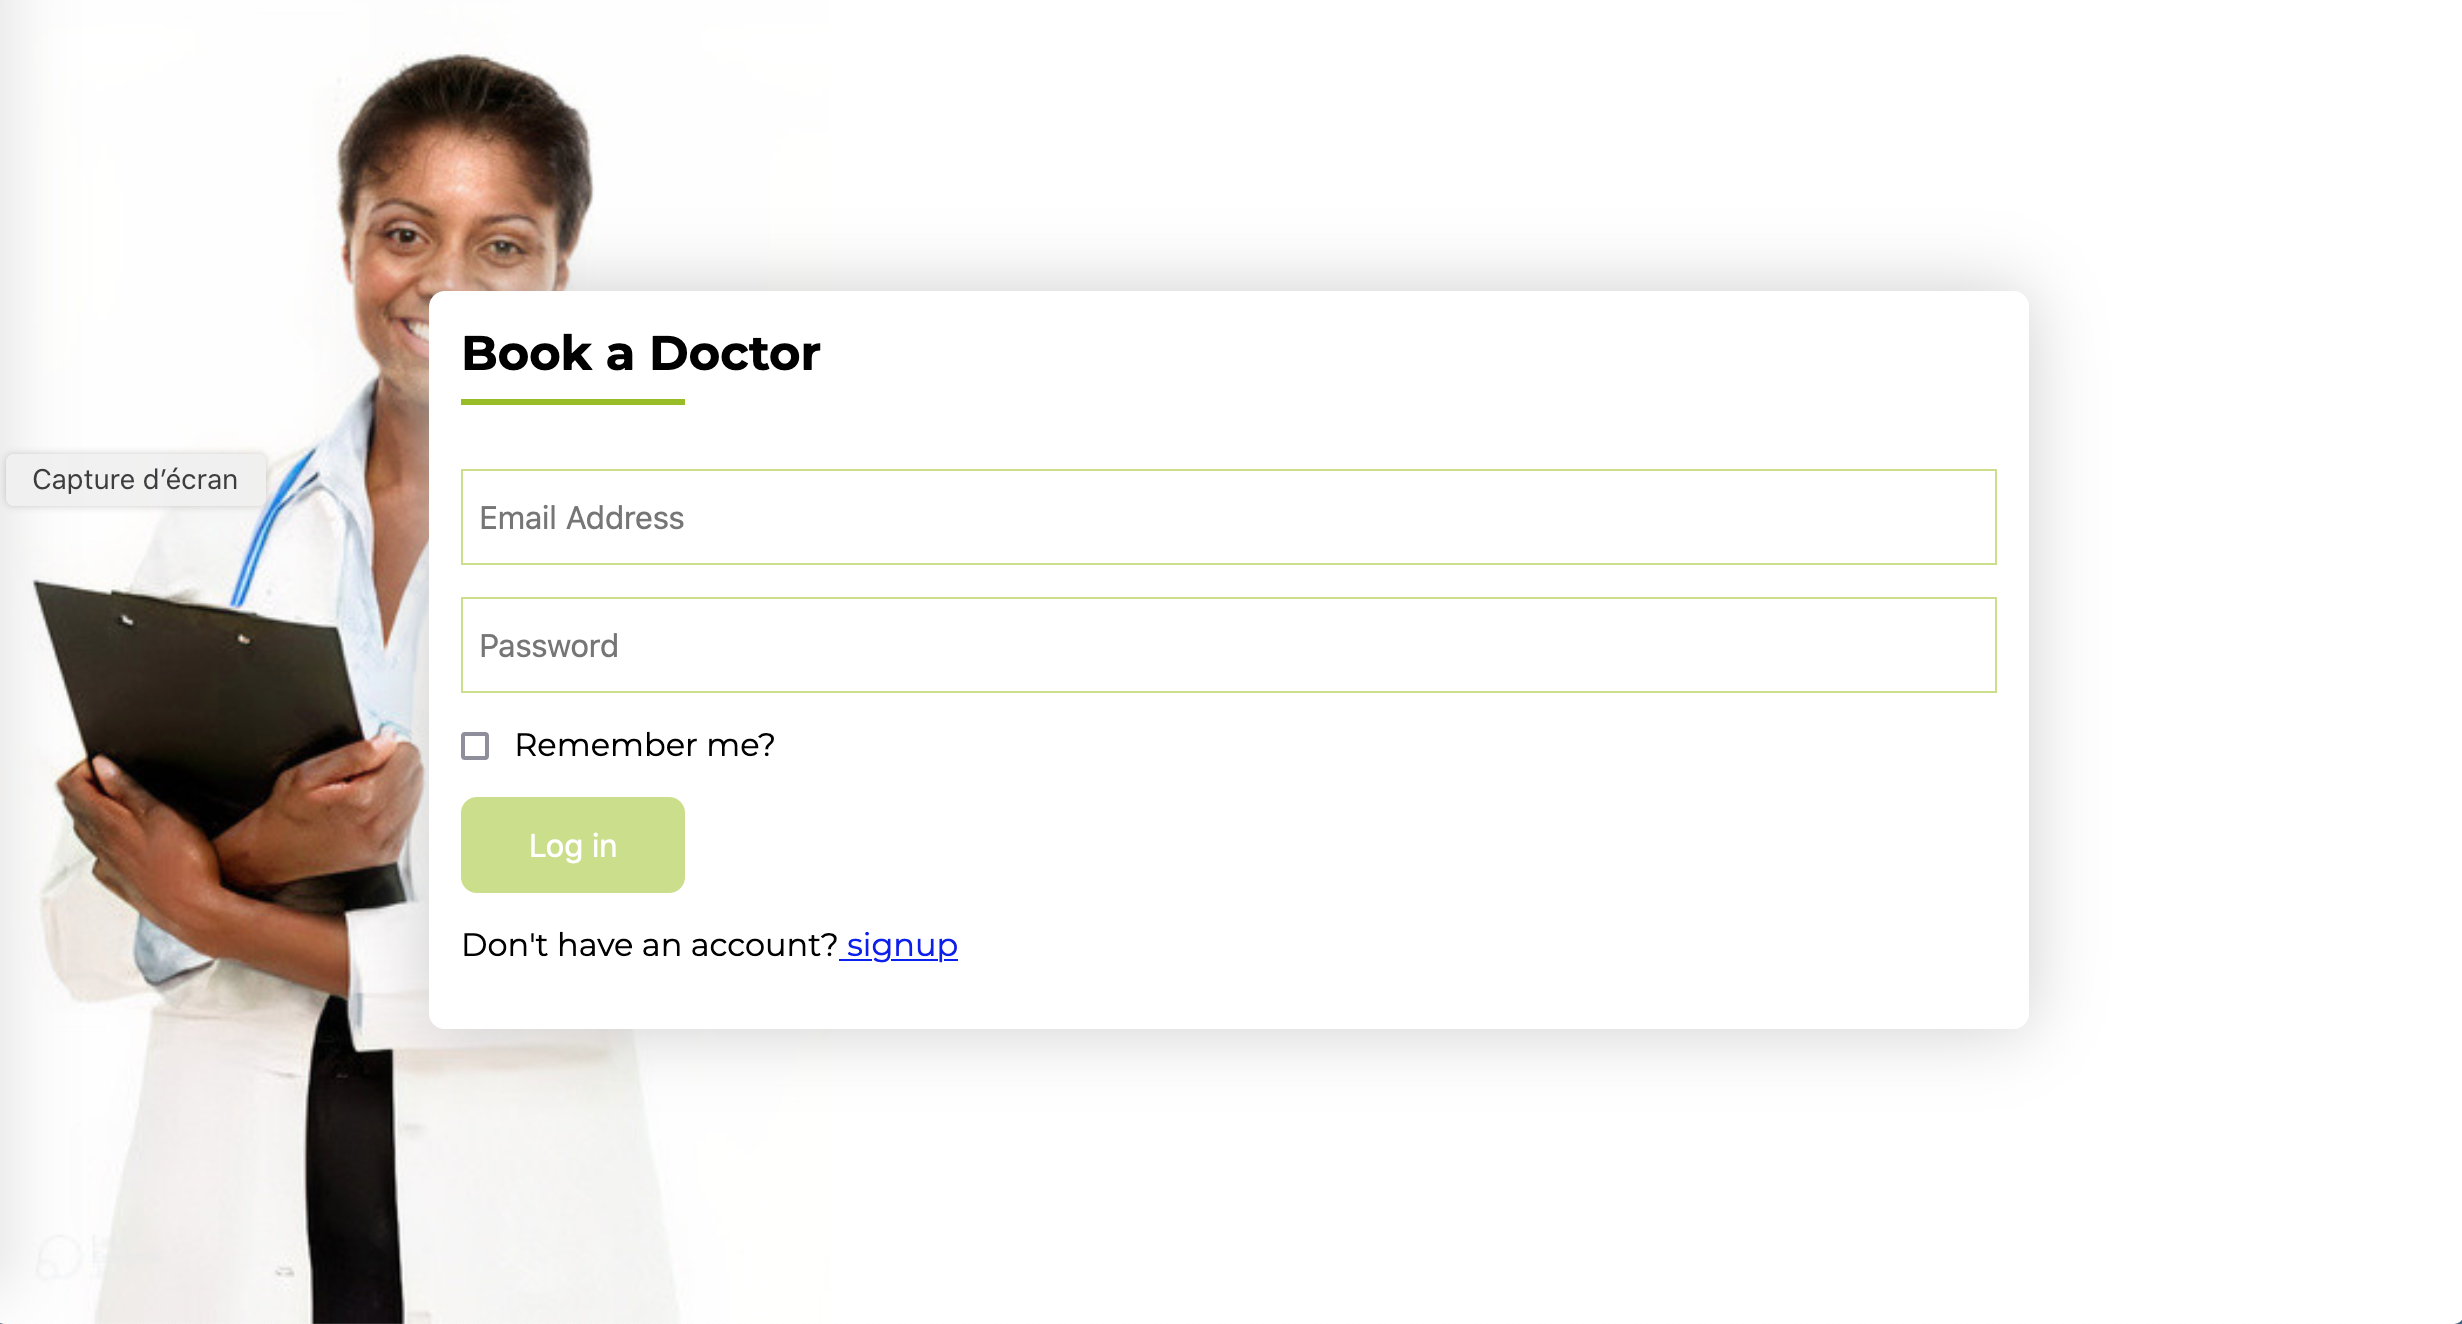 Book a Doctor
Capture d’écran
Email Address
Password
Remember me?
Log in
Don't have an account? signup